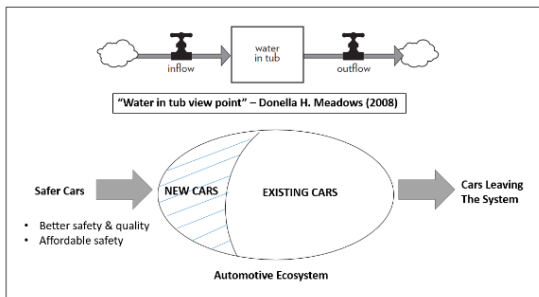 water
in tub
inflow
outflow
"Water in tub view point" – Donella H. Meadows (2008)
Safer Cars
NEW CARS
EXISTING CARS
Cars Leaving
The System
• Better safety & quality
• Affordable safety
Automotive Ecosystem